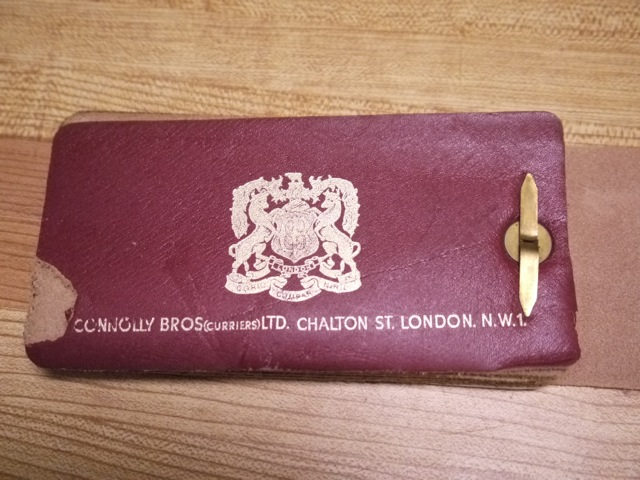 CONNOLLY BROS (CURRIERS) LTD. CHALTON ST. LONDON. N.W.1.